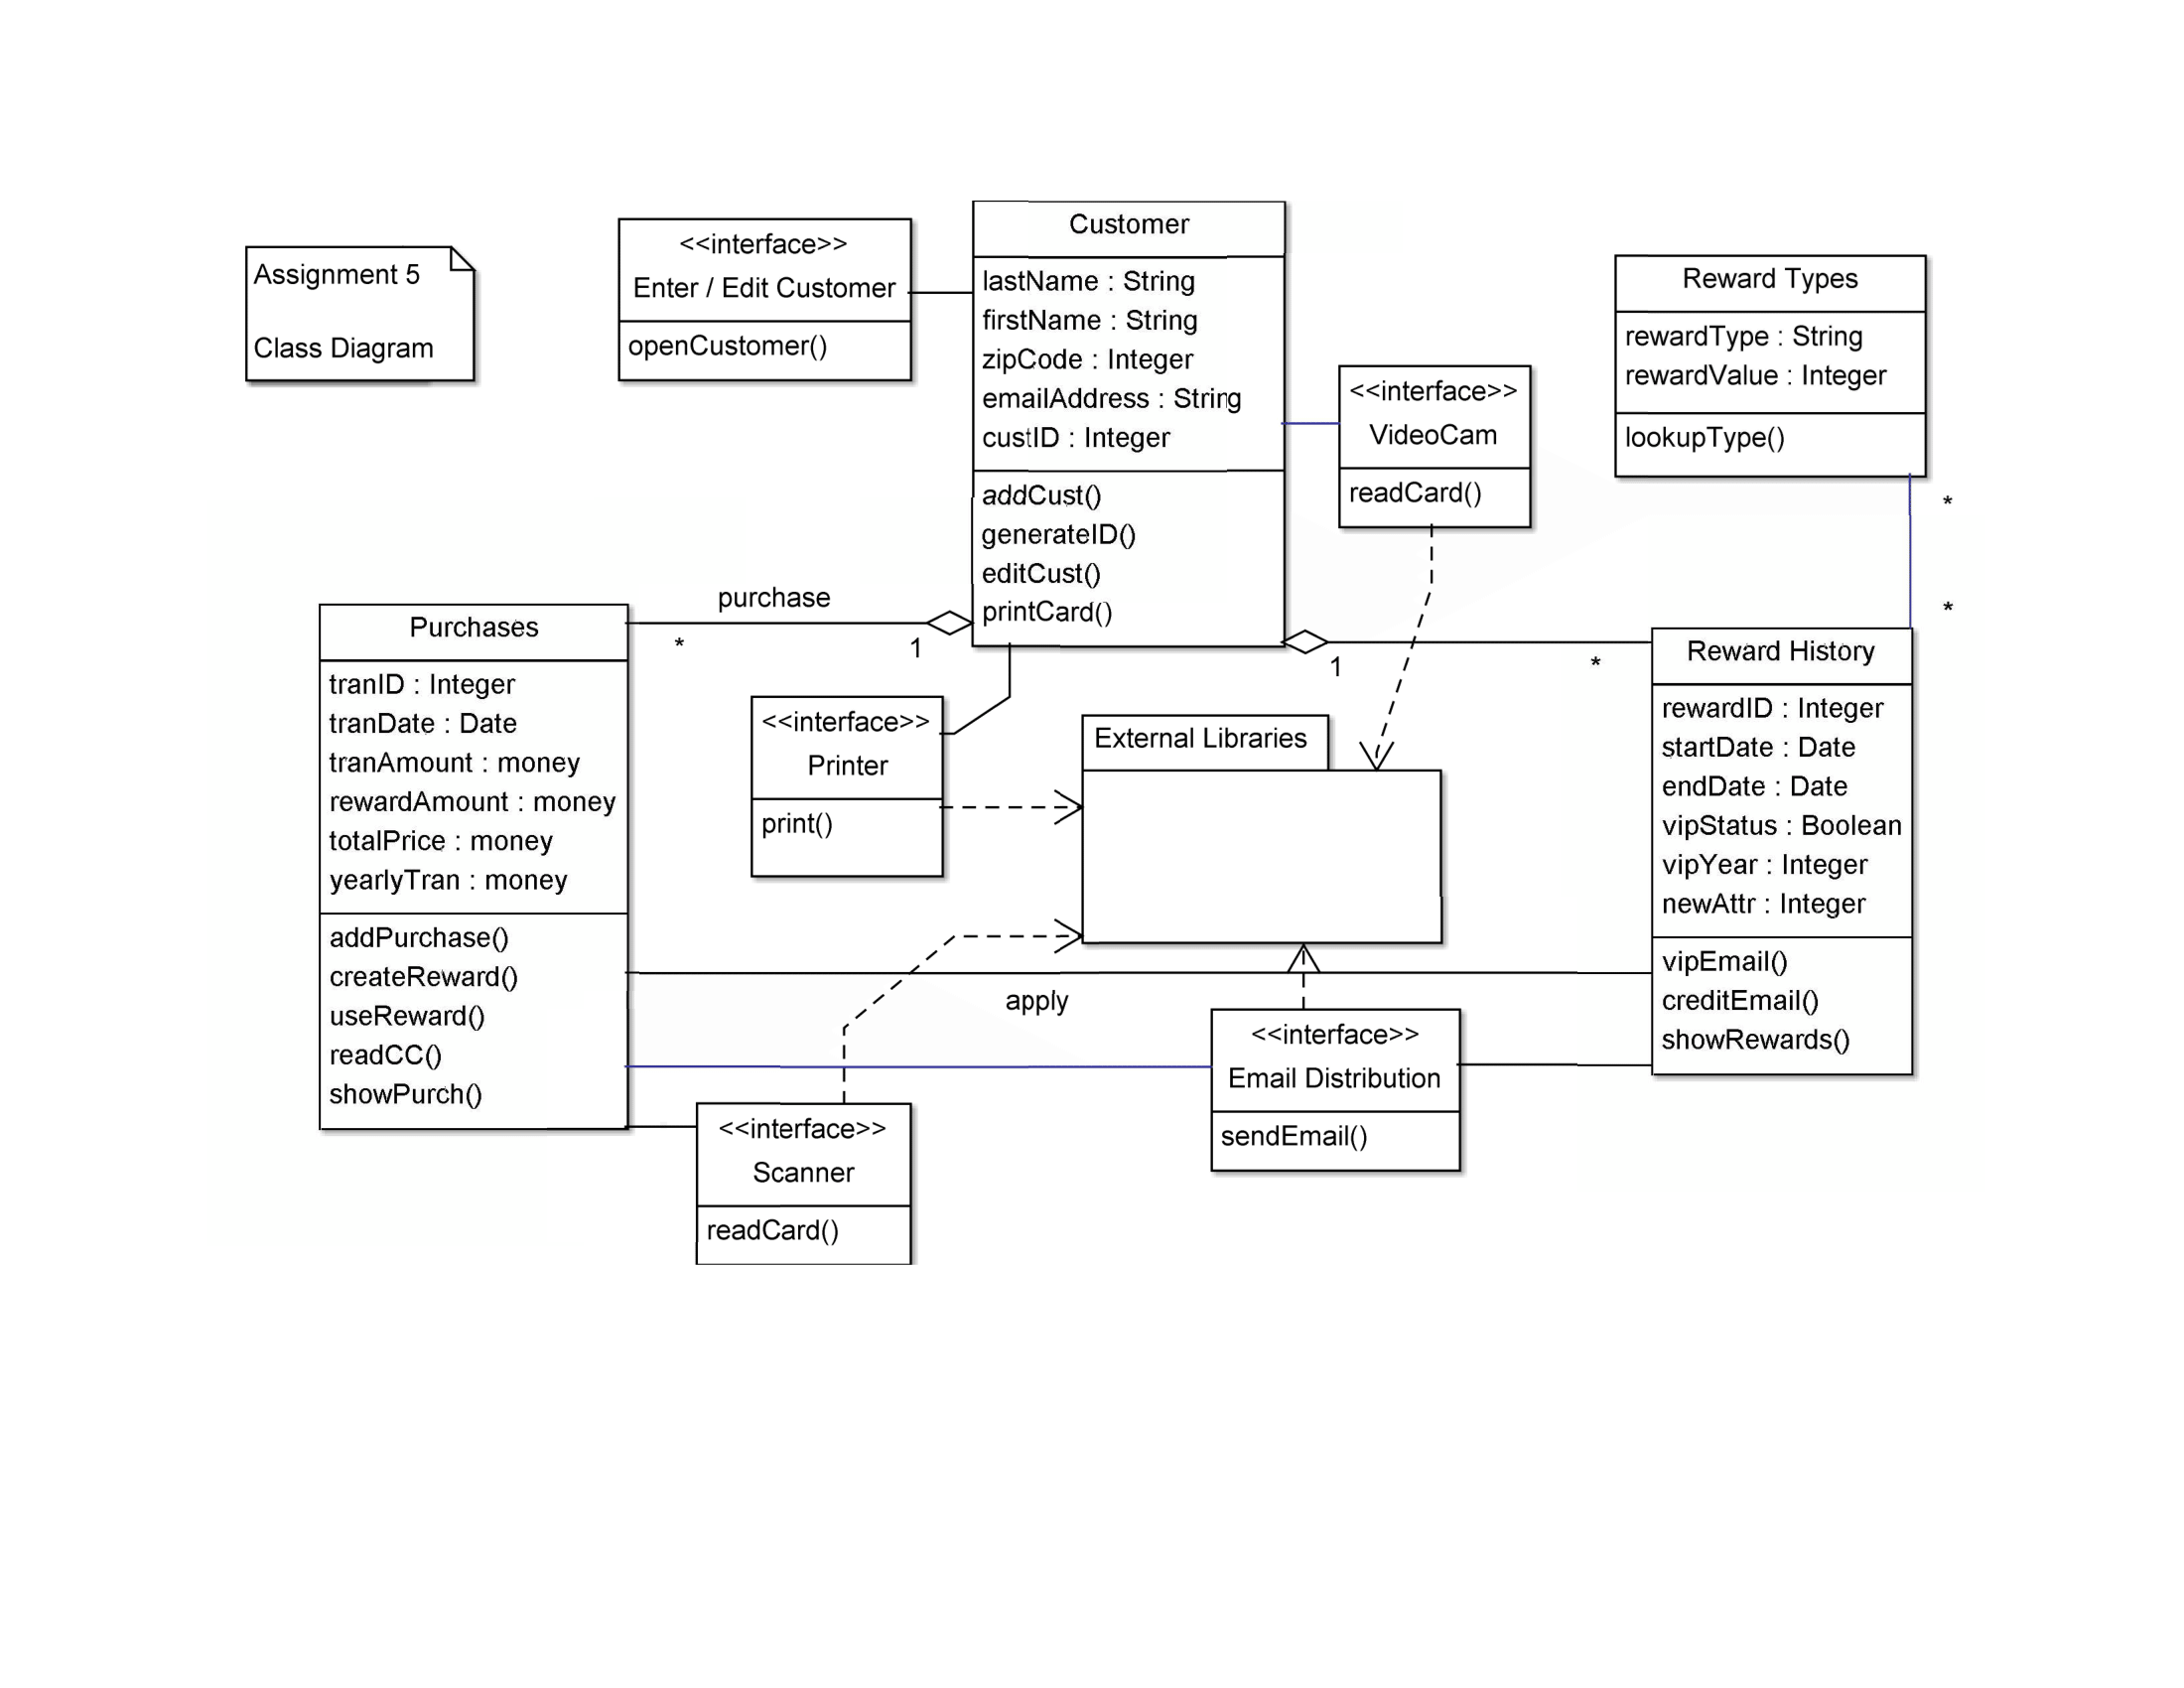 Assignment 5
Class Diagram
<<interface>>
Enter / Edit Customer
openCustomer()
Customer
lastName : String
firstName : String
zipCode : Integer
emailAddress : String
custID : Integer
addCust()
generateID()
editCust()
printCard()
<<interface>>
VideoCam
readCard()
Reward Types
rewardType : String
rewardValue : Integer
lookupType()
*
*
purchase
*
1
1
*
Purchases
tranID : Integer
tranDate : Date
tranAmount : money
rewardAmount : money
totalPrice : money
yearlyTran : money
addPurchase()
createReward()
useReward()
readCC()
showPurch()
<<interface>>
Printer
print()
External Libraries
Reward History
rewardID : Integer
startDate : Date
endDate : Date
vipStatus : Boolean
vipYear : Integer
newAttr : Integer
vipEmail()
creditEmail()
showRewards()
apply
<<interface>>
Email Distribution
sendEmail()
<<interface>>
Scanner
readCard()